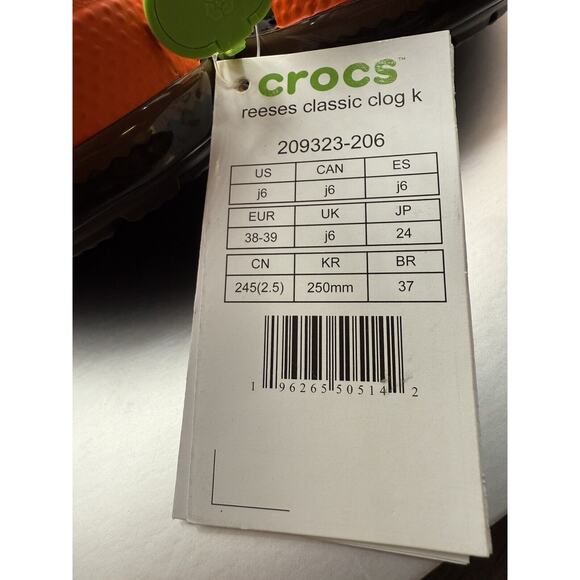 crocs™
reeses classic clog k
209323-206
US CAN ES
j6 j6 j6
EUR UK JP
38-39 j6 24
CN KR BR
245(2.5) 250mm 37
1 96265 50514 2